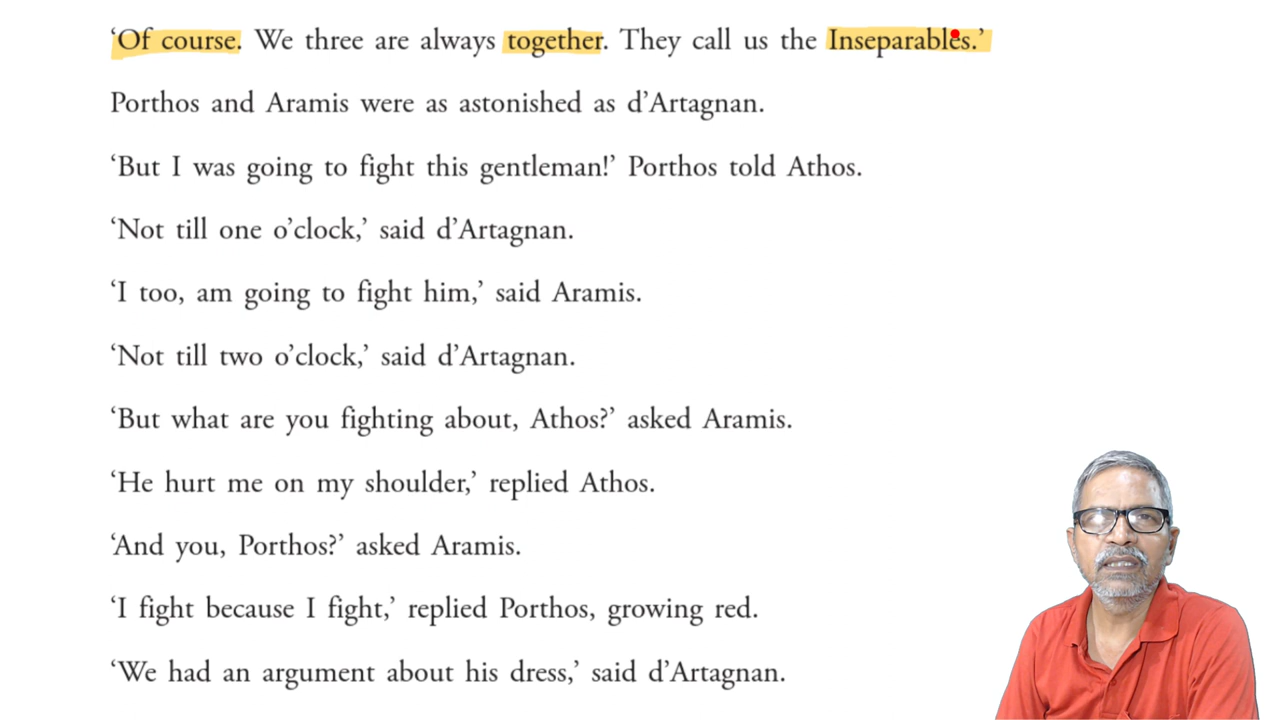 ‘Of course. We three are always together. They call us the Inseparables.’
Porthos and Aramis were as astonished as d’Artagnan.
‘But I was going to fight this gentleman!’ Porthos told Athos.
‘Not till one o’clock,’ said d’Artagnan.
‘I too, am going to fight him,’ said Aramis.
‘Not till two o’clock,’ said d’Artagnan.
‘But what are you fighting about, Athos?’ asked Aramis.
‘He hurt me on my shoulder,’ replied Athos.
‘And you, Porthos?’ asked Aramis.
‘I fight because I fight,’ replied Porthos, growing red.
‘We had an argument about his dress,’ said d’Artagnan.